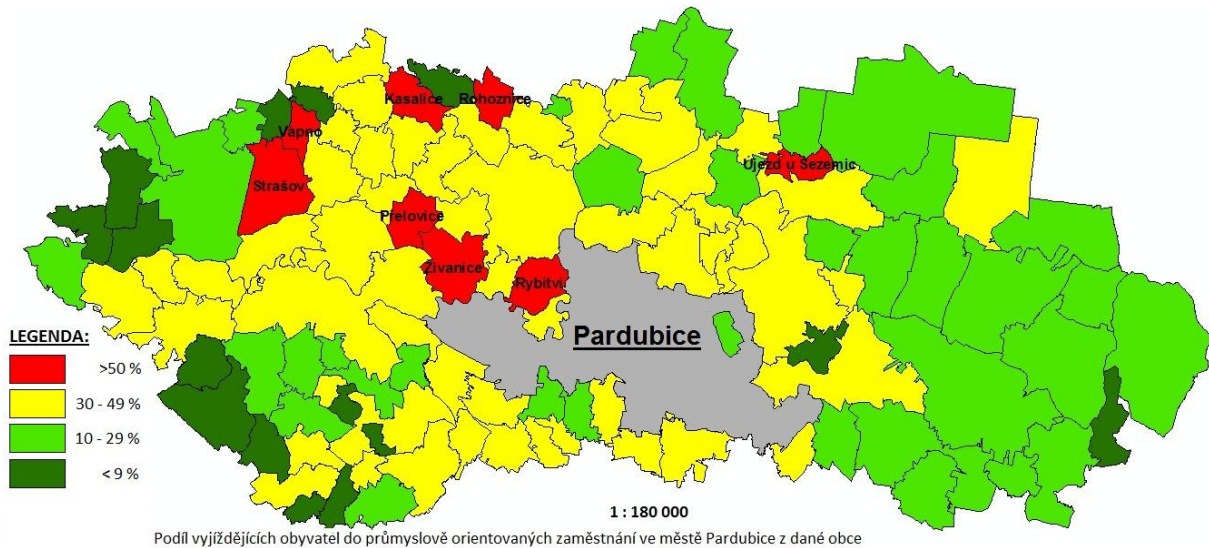 Kasalice
Rohoznice
Vápno
Strašov
Újezd u Sezemic
Přelovice
Živanice
Rybitví
Pardubice
LEGENDA:
>50 %
30 - 49 %
10 - 29 %
< 9 %
1 : 180 000
Podíl vyjíždějících obyvatel do průmyslově orientovaných zaměstnání ve městě Pardubice z dané obce